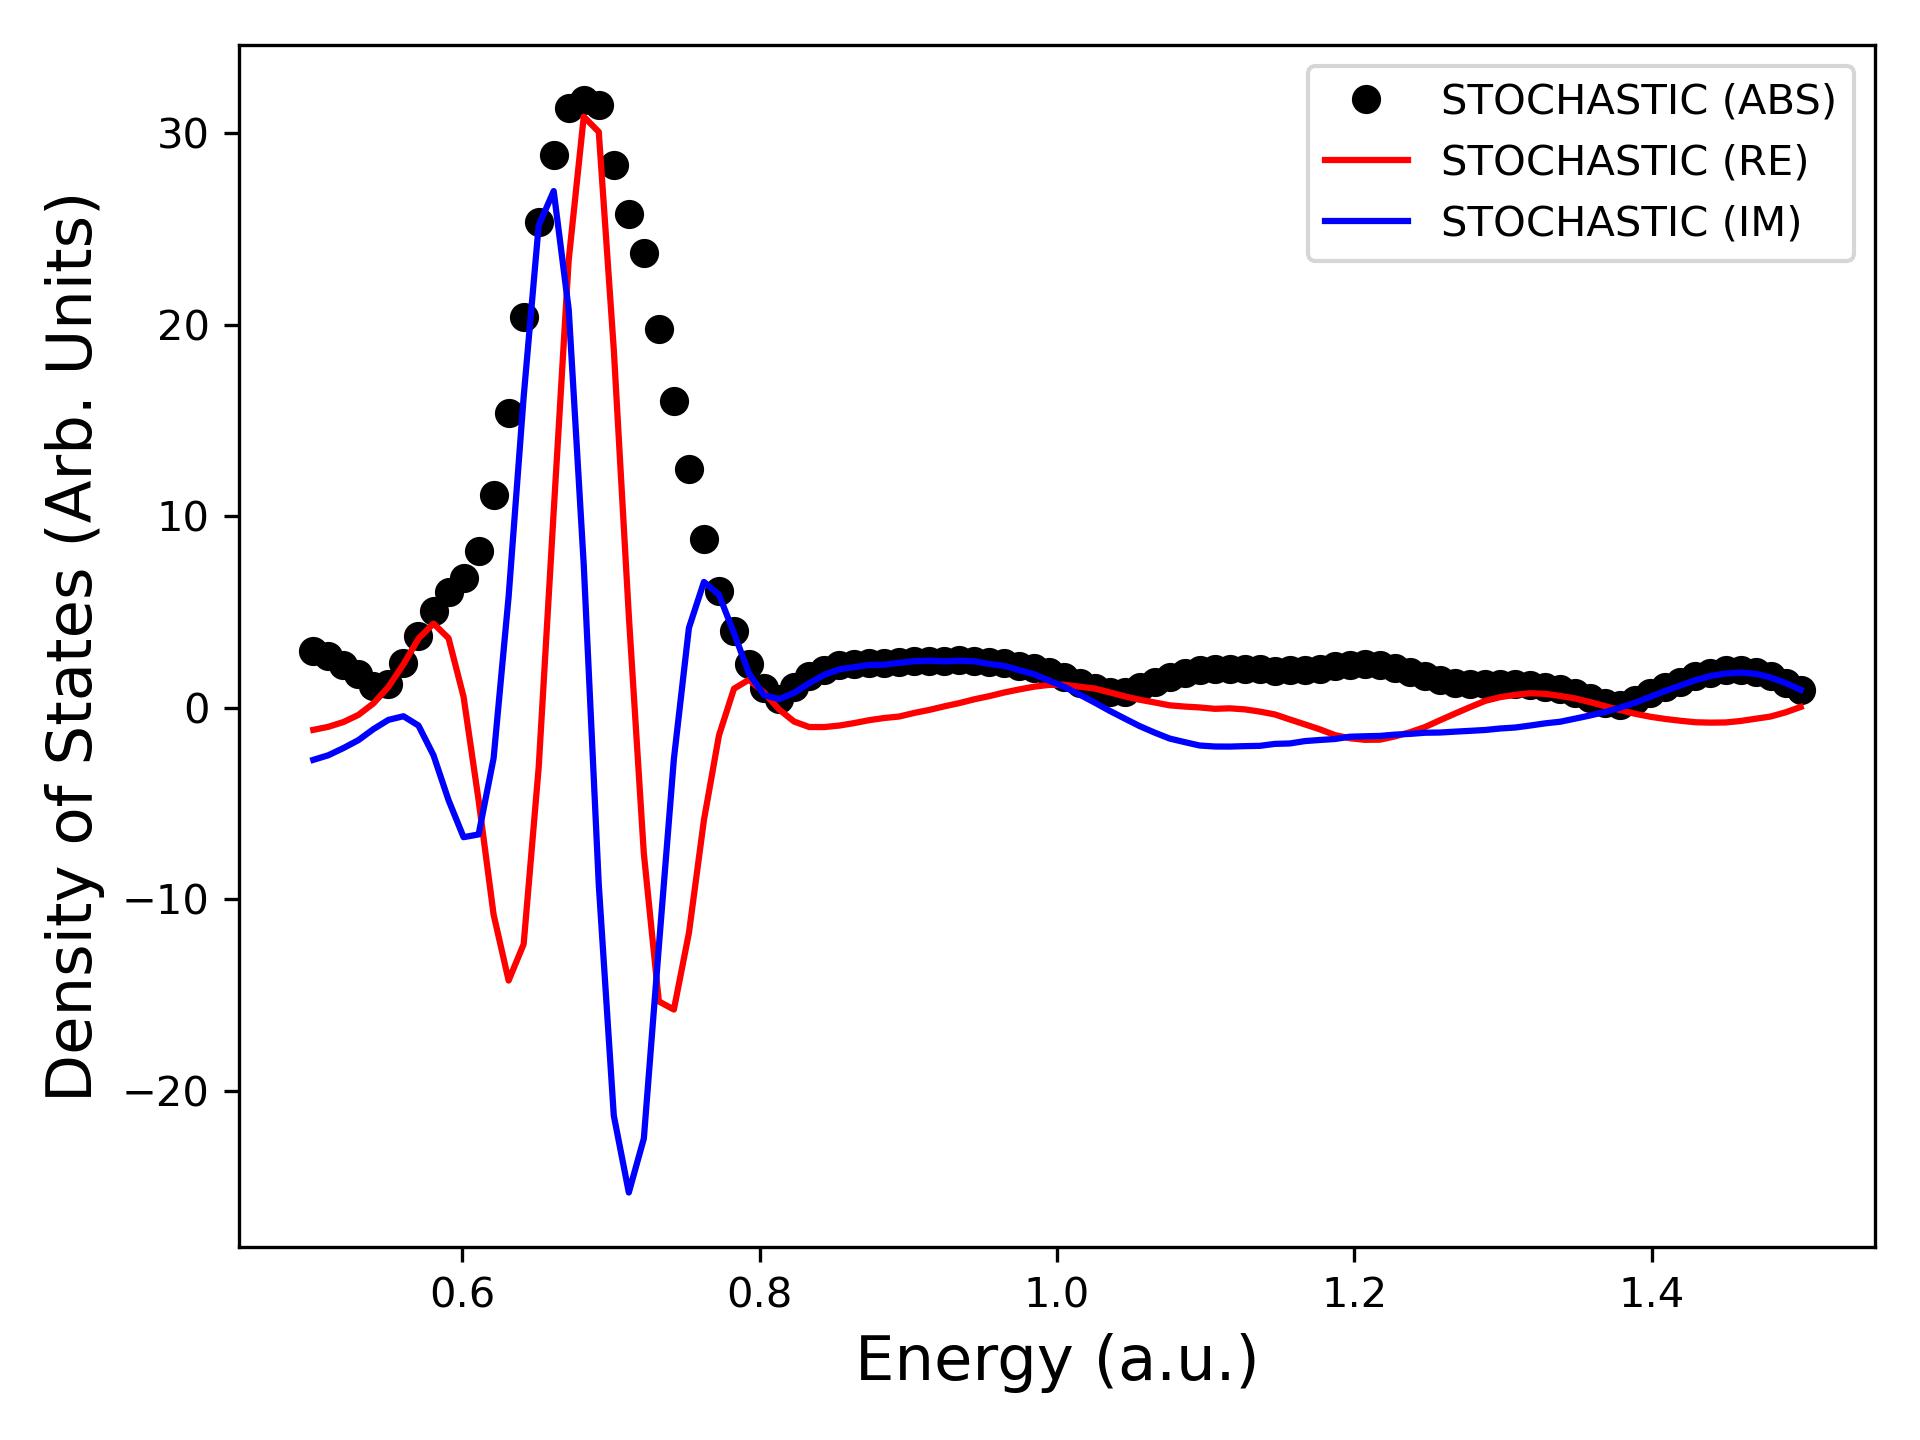 STOCHASTIC (ABS)
STOCHASTIC (RE)
STOCHASTIC (IM)
Density of States (Arb. Units)
30
20
10
0
−10
−20
0.6
0.8
1.0
1.2
1.4
Energy (a.u.)